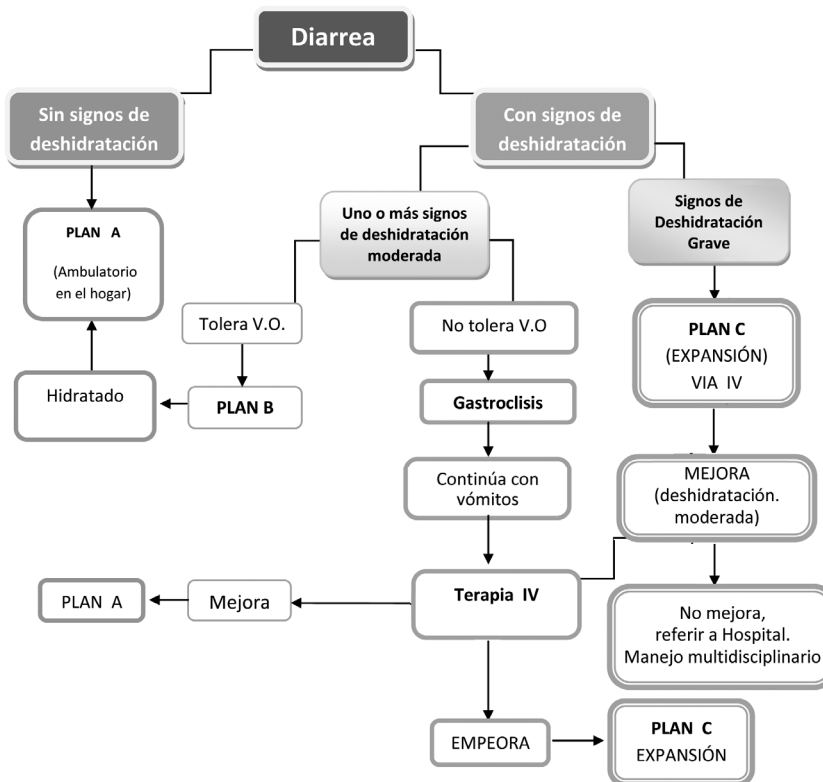 Diarrea
Sin signos de
deshidratación
Con signos de
deshidratación
PLAN A
(Ambulatorio
en el hogar)
Uno o más signos
de deshidratación
moderada
Signos de
Deshidratación
Grave
Tolera V.O.
No tolera V.O
PLAN C
(EXPANSIÓN)
VIA IV
Hidratado
PLAN B
Gastroclisis
Continúa con
vómitos
MEJORA
(deshidratación.
moderada)
PLAN A
Mejora
Terapia IV
No mejora,
referir a Hospital.
Manejo multidisciplinario
EMPEORA
PLAN C
EXPANSIÓN